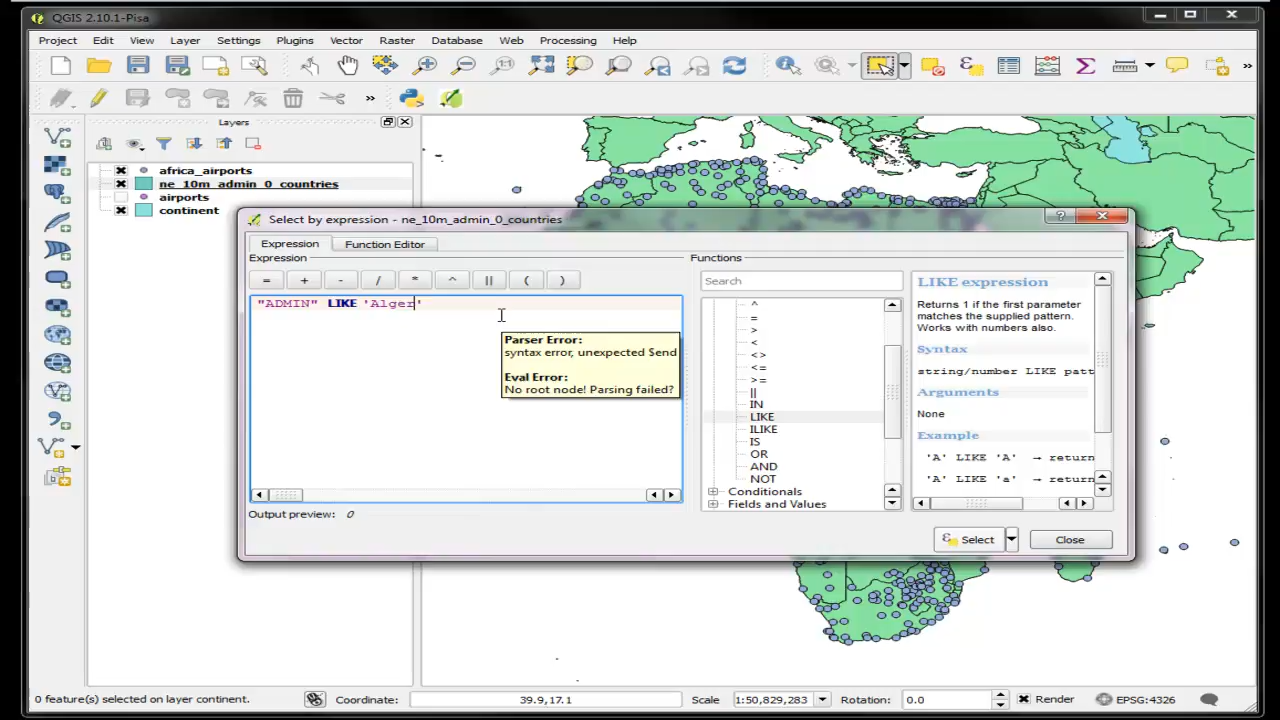 QGIS 2.10.1-Pisa
Project Edit View Layer Settings Plugins Vector Raster Database Web Processing Help
Layers
africa_airports
ne_10m_admin_0_countries
airports
continent
Select by expression - ne_10m_admin_0_countries
Expression Function Editor
Expression
= + - / * ^ || ( )
"ADMIN" LIKE 'Alger'
Parser Error:
syntax error, unexpected $end
Eval Error:
No root node! Parsing failed?
Output preview: 0
Functions
Search
^
=
>
<
<>
<=
>=
||
IN
LIKE
ILIKE
IS
OR
AND
NOT
Conditionals
Fields and Values
LIKE expression
Returns 1 if the first parameter
matches the supplied pattern.
Works with numbers also.
Syntax
string/number LIKE patt
Arguments
None
Example
'A' LIKE 'A' → return
'A' LIKE 'a' → return
Select Close
0 feature(s) selected on layer continent. Coordinate: 39.9,17.1 Scale 1:50,829,283 Rotation: 0.0 Render EPSG:4326